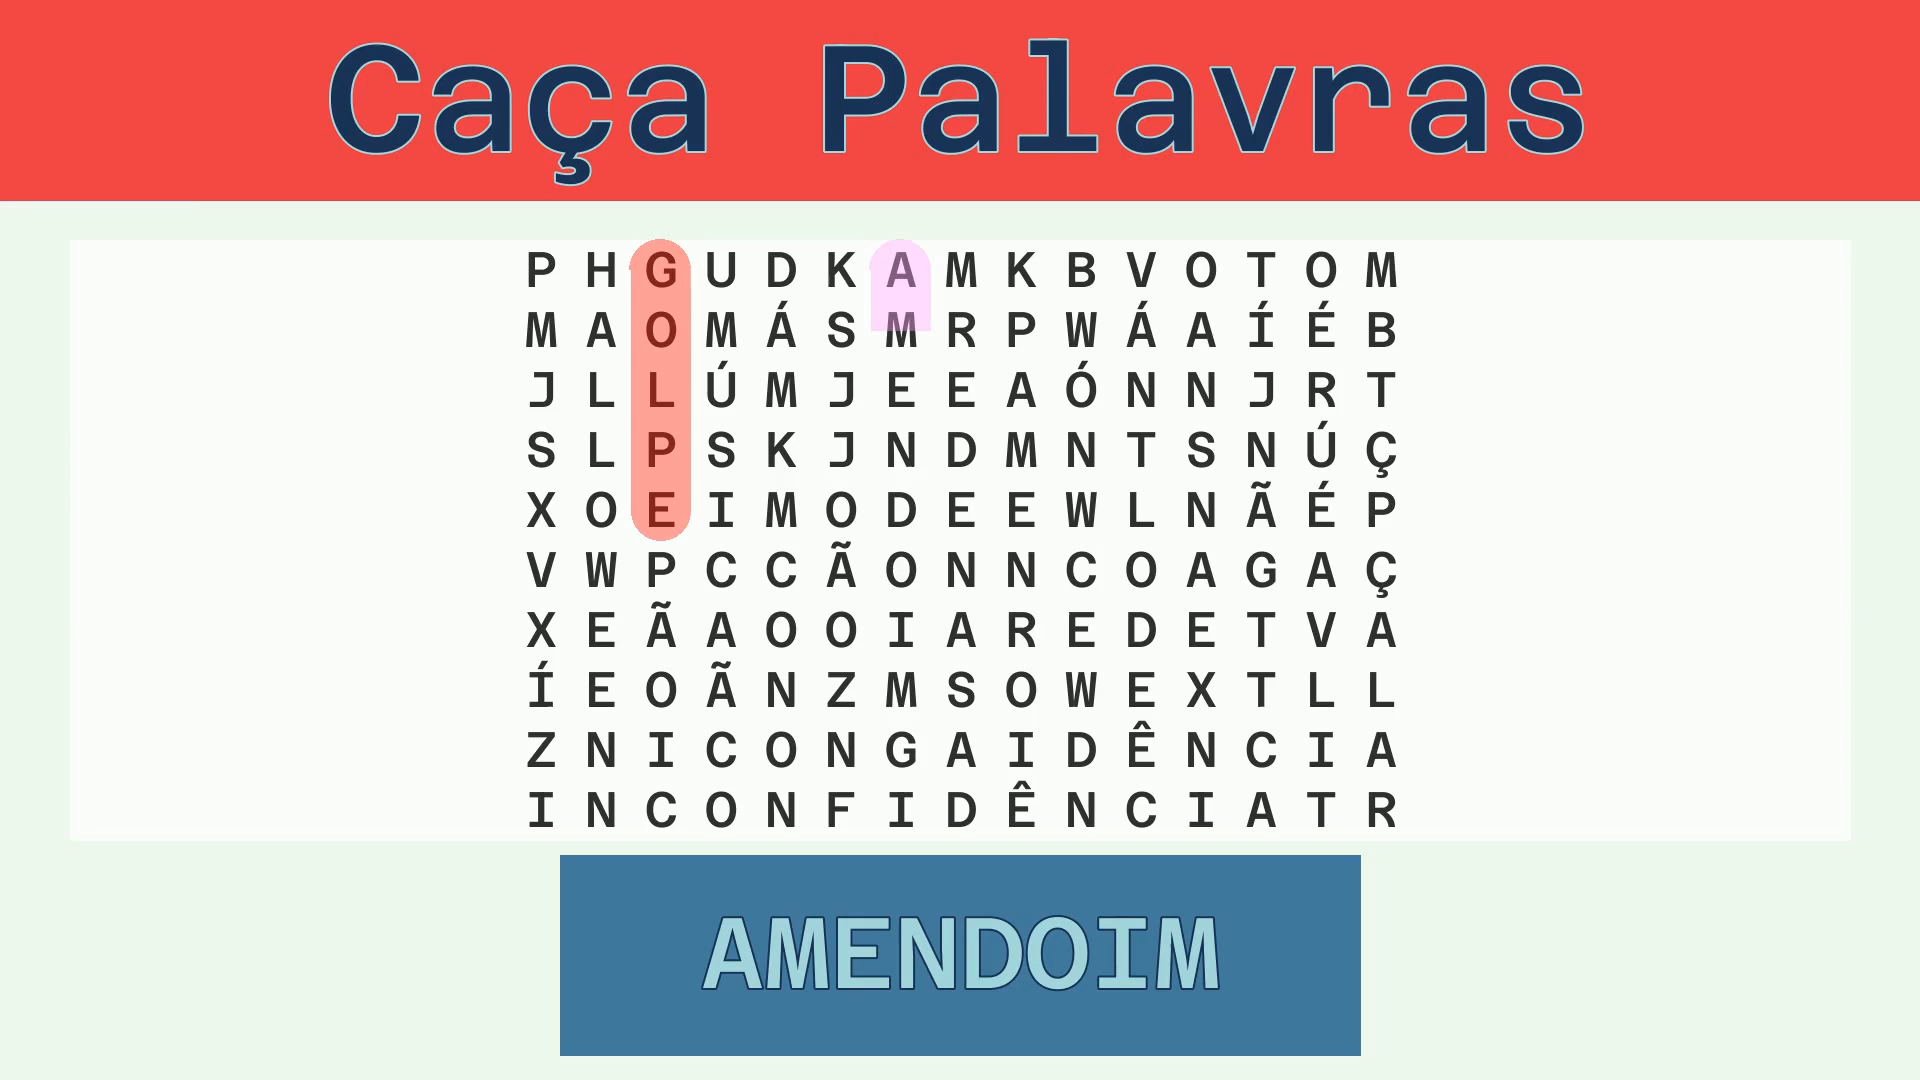 Caça Palavras
P H G U D K A M K B V O T O M
M A O M Á S M R P W Á A Í É B
J L L Ú M J E E A Ó N N J R T
S L P S K J N D M N T S N Ú Ç
X O E I M O D E E W L N Ã É P
V W P C C Ã O N N C O A G A Ç
X E Ã A O O I A R E D E T V A
Í E O Ã N Z M S O W E X T L L
Z N I C O N G A I D Ê N C I A
I N C O N F I D Ê N C I A T R
AMENDOIM